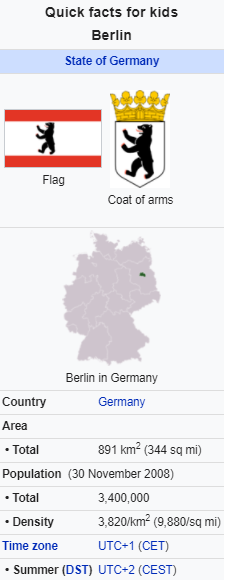 Quick facts for kids
Berlin
State of Germany
Flag
Coat of arms
Berlin in Germany
Country Germany
Area
• Total 891 km² (344 sq mi)
Population (30 November 2008)
• Total 3,400,000
• Density 3,820/km² (9,880/sq mi)
Time zone UTC+1 (CET)
• Summer (DST) UTC+2 (CEST)